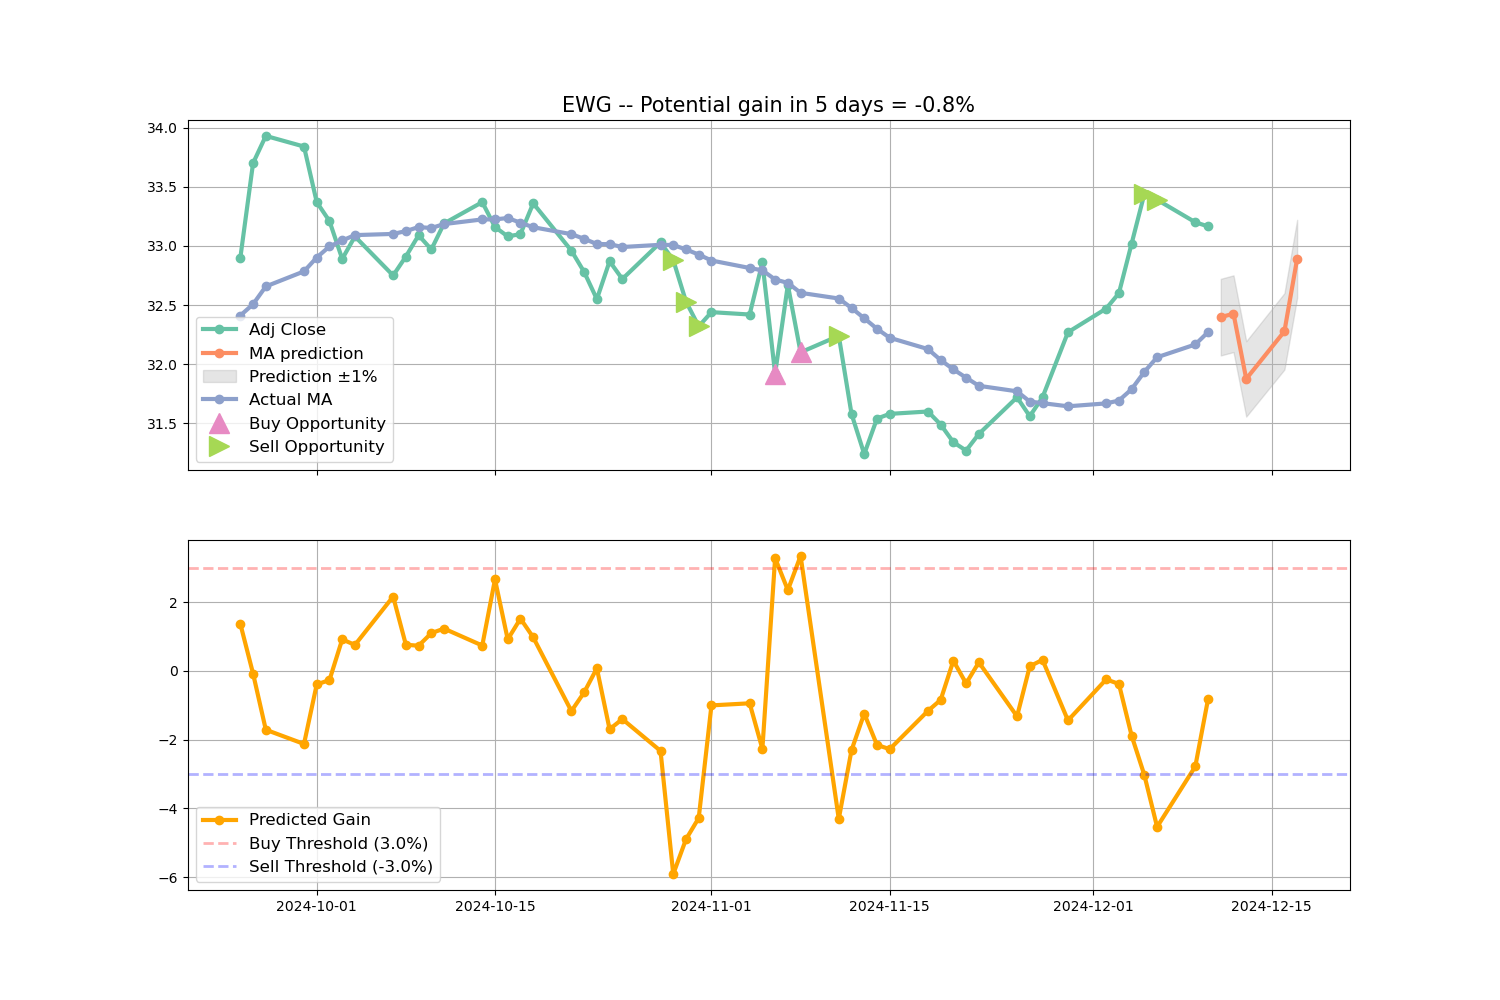 EWG -- Potential gain in 5 days = -0.8%
34.0
33.5
33.0
32.5
32.0
31.5
Adj Close
MA prediction
Prediction ±1%
Actual MA
Buy Opportunity
Sell Opportunity
2
0
−2
−4
−6
Predicted Gain
Buy Threshold (3.0%)
Sell Threshold (-3.0%)
2024-10-01
2024-10-15
2024-11-01
2024-11-15
2024-12-01
2024-12-15